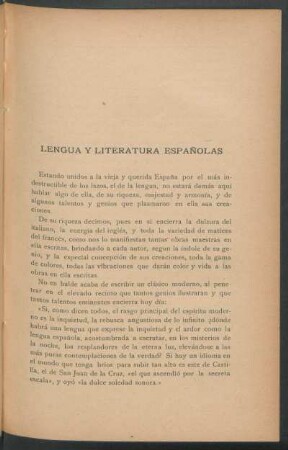 LENGUA Y LITERATURA ESPAÑOLAS
Estando unidos a la vieja y querida España por el más in-
destructible de los lazos, el de la lengua, no estará demás aquí
hablar algo de ella, de su riqueza, majestad y armonía, y de
algunos talentos y genios que plasmaron en ella sus crea-
ciones.
De su riqueza decimos, pues en sí encierra la dulzura del
italiano, la energía del inglés, y toda la variedad de matices
del francés, como nos lo manifiestan tantas obras maestras en
ella escritas, brindando a cada autor, según la índole de su ge-
nio, y la especial concepción de sus creaciones, toda la gama
de colores, todas las vibraciones que darán color y vida a las
obras en ella escritas.
No en balde acaba de escribir un clásico moderno, al pene-
trar en el elevado recinto que tantos genios ilustraran y que
tantos talentos eminentes encierra hoy día:
«Si, como dicen todos, el rasgo principal del espíritu moder-
no es la inquietud, la rebusca angustiosa de lo infinito ¿dónde
habrá una lengua que exprese la inquietud y el ardor como la
lengua española, acostumbrada a escrutar, en los misterios de
la noche, los resplandores de la eterna luz, elevándose a las
más puras contemplaciones de la verdad? Si hay un idioma en
el mundo que tenga bríos para subir tan alto es este de Casti-
lla, el de San Juan de la Cruz, «el que ascendió por la secreta
escala», y oyó «la dulce soledad sonora.»